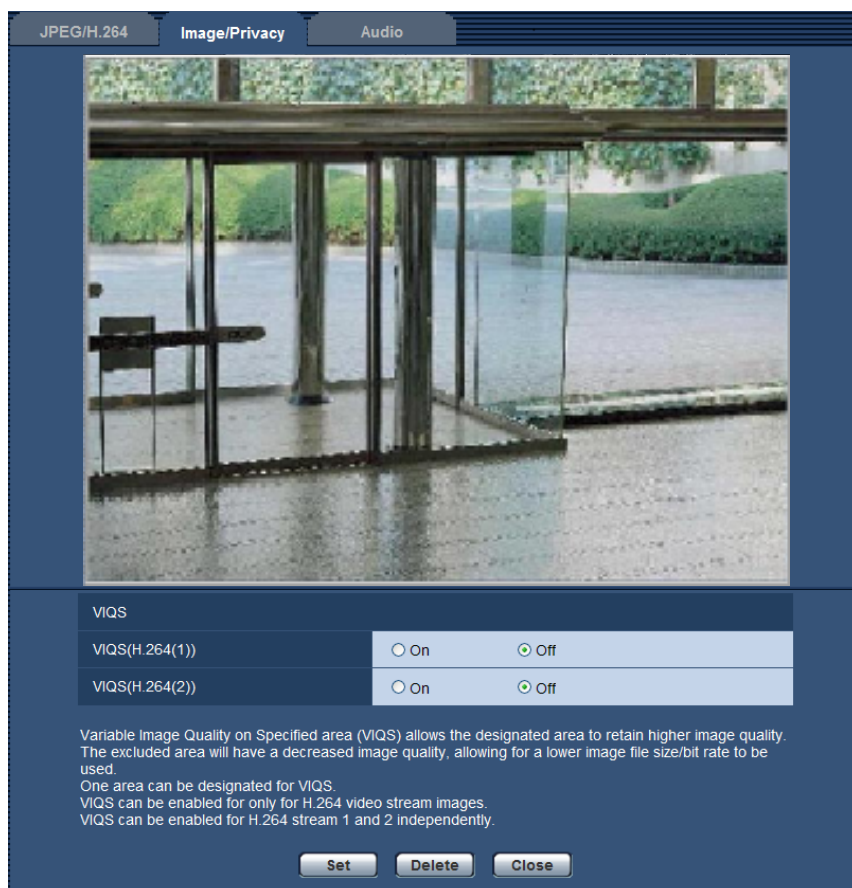 JPEG/H.264 Image/Privacy Audio
VIQS
VIQS(H.264(1)) On Off
VIQS(H.264(2)) On Off
Variable Image Quality on Specified area (VIQS) allows the designated area to retain higher image quality.
The excluded area will have a decreased image quality, allowing for a lower image file size/bit rate to be
used.
One area can be designated for VIQS.
VIQS can be enabled for only for H.264 video stream images.
VIQS can be enabled for H.264 stream 1 and 2 independently.
Set Delete Close